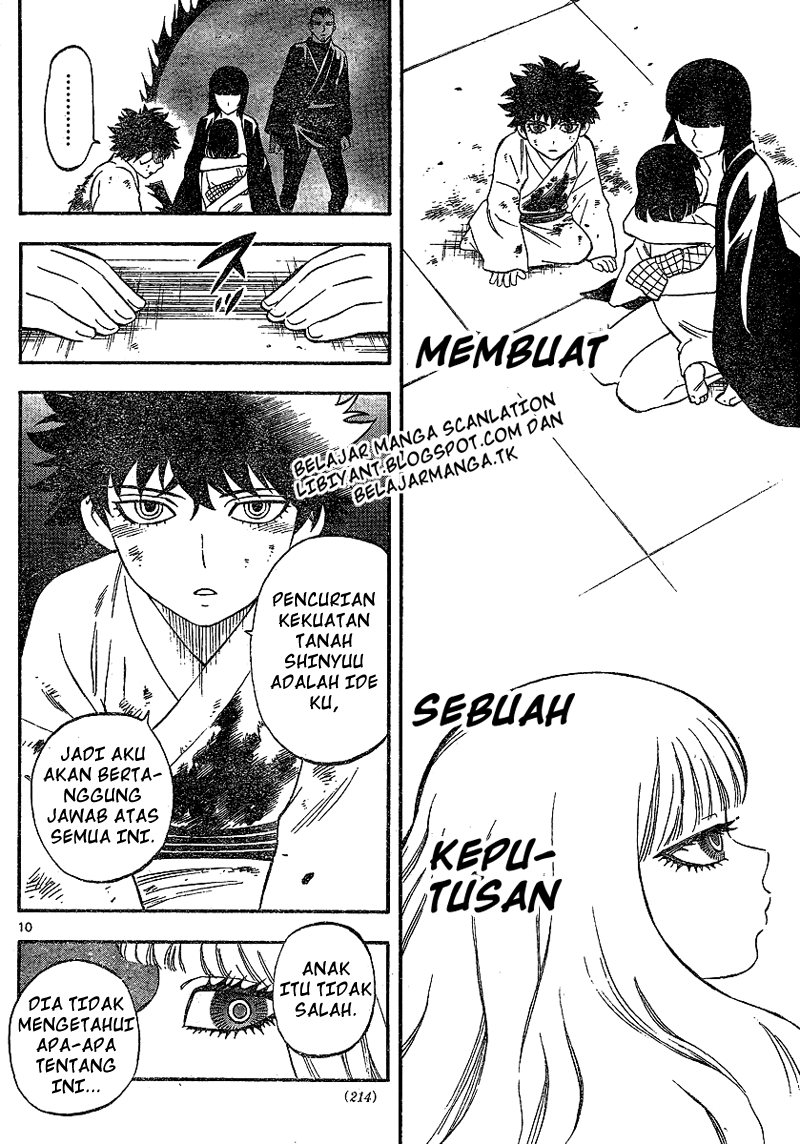 MEMBUAT
SEBUAH
KEPU-
TUSAN
BELAJAR MANGA SCANLATION
LIBIYANT.BLOGSPOT.COM DAN
BELAJARMANGA.TK
..........
ズッ
PENCURIAN
KEKUATAN
TANAH
SHINYUU
ADALAH IDE
KU,
JADI AKU
AKAN BERTA-
NGGUNG
JAWAB ATAS
SEMUA INI.
10
ANAK
ITU TIDAK
SALAH.
DIA TIDAK
MENGETAHUI
APA-APA
TENTANG
INI...
(214)